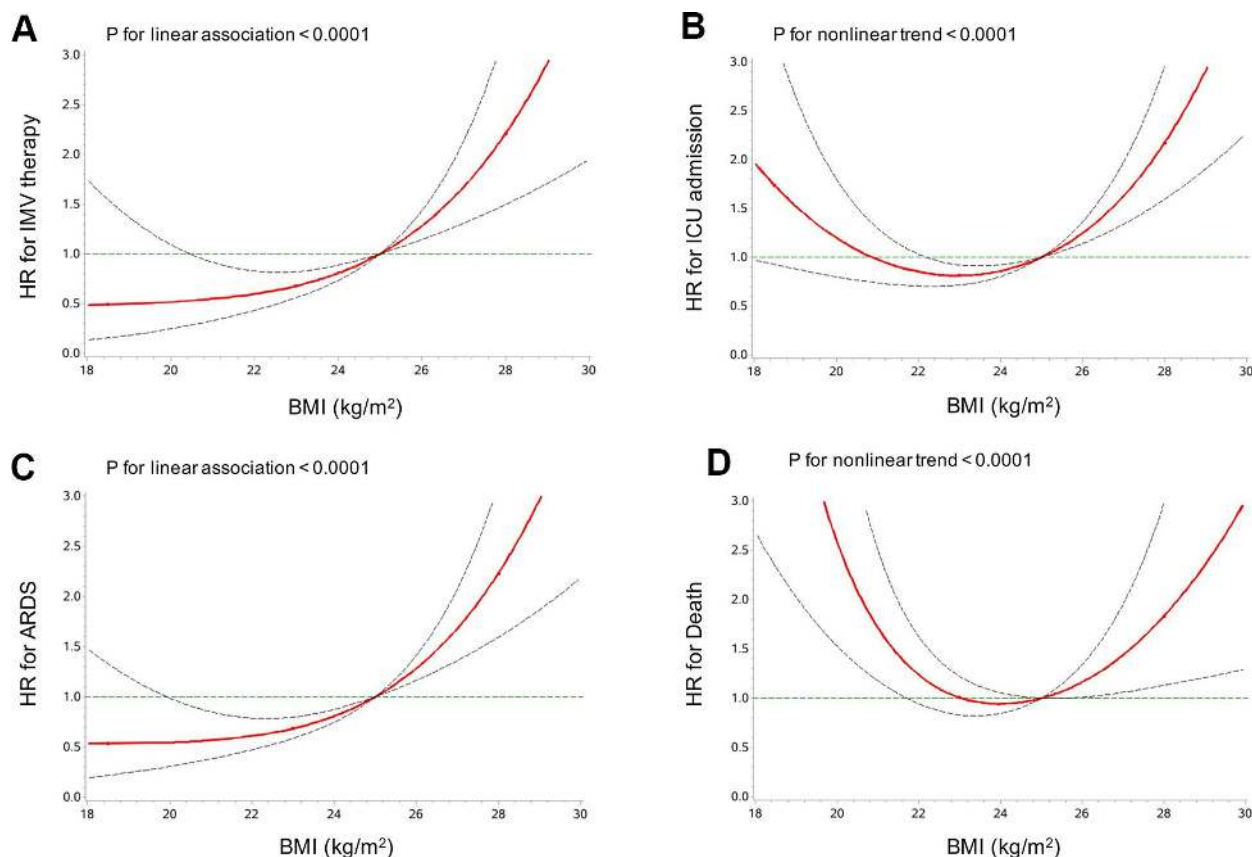 A
P for linear association < 0.0001
3.0
2.5
2.0
1.5
1.0
0.5
0.0
HR for IMV therapy
18 20 22 24 26 28 30
BMI (kg/m²)
B
P for nonlinear trend < 0.0001
3.0
2.5
2.0
1.5
1.0
0.5
0.0
HR for ICU admission
18 20 22 24 26 28 30
BMI (kg/m²)
C
P for linear association < 0.0001
3.0
2.5
2.0
1.5
1.0
0.5
0.0
HR for ARDS
18 20 22 24 26 28 30
BMI (kg/m²)
D
P for nonlinear trend < 0.0001
3.0
2.5
2.0
1.5
1.0
0.5
0.0
HR for Death
18 20 22 24 26 28 30
BMI (kg/m²)